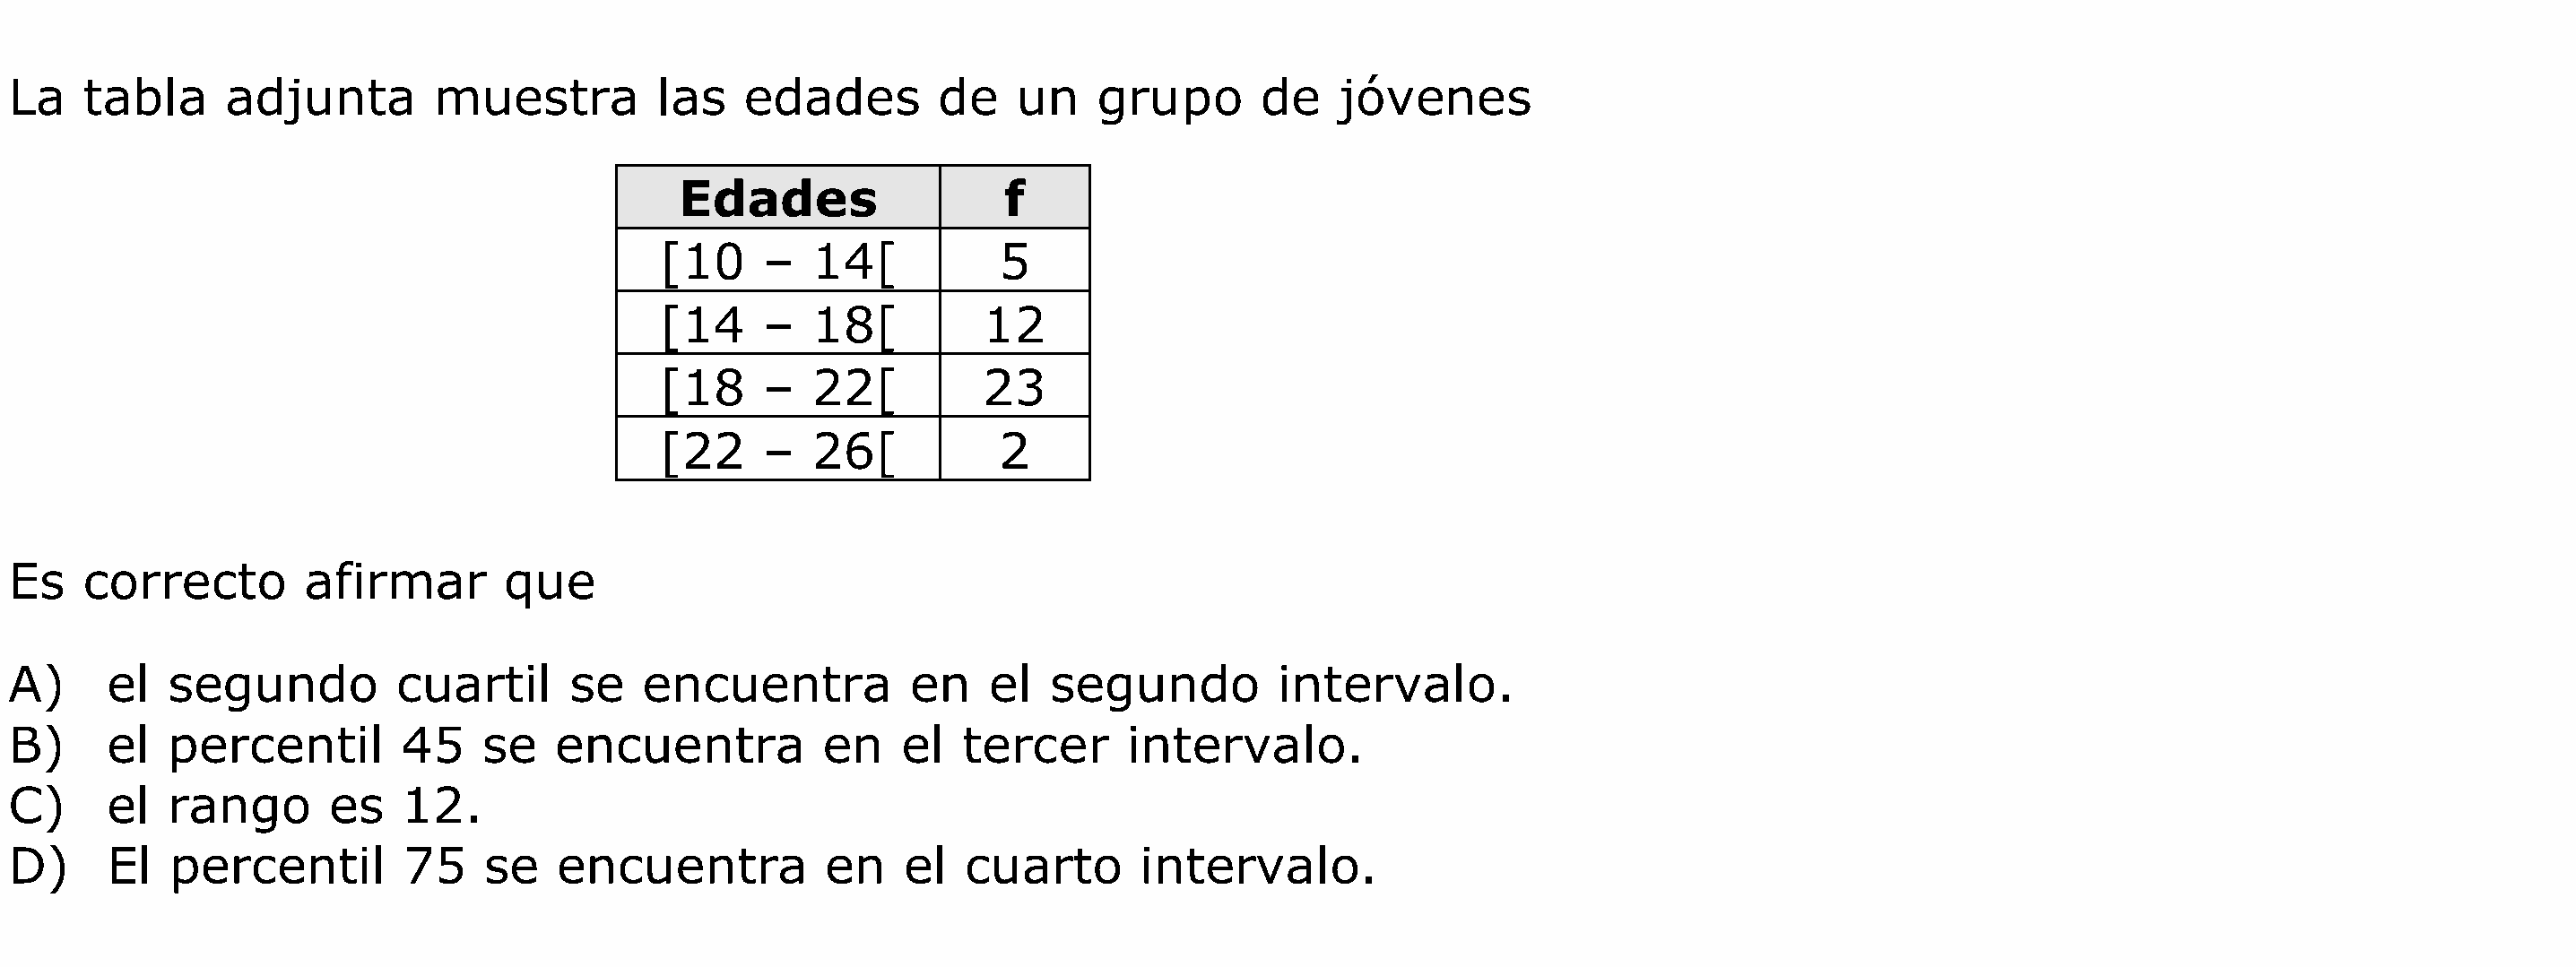 La tabla adjunta muestra las edades de un grupo de jóvenes
Edades f
[10 – 14[ 5
[14 – 18[ 12
[18 – 22[ 23
[22 – 26[ 2
Es correcto afirmar que
A) el segundo cuartil se encuentra en el segundo intervalo.
B) el percentil 45 se encuentra en el tercer intervalo.
C) el rango es 12.
D) El percentil 75 se encuentra en el cuarto intervalo.